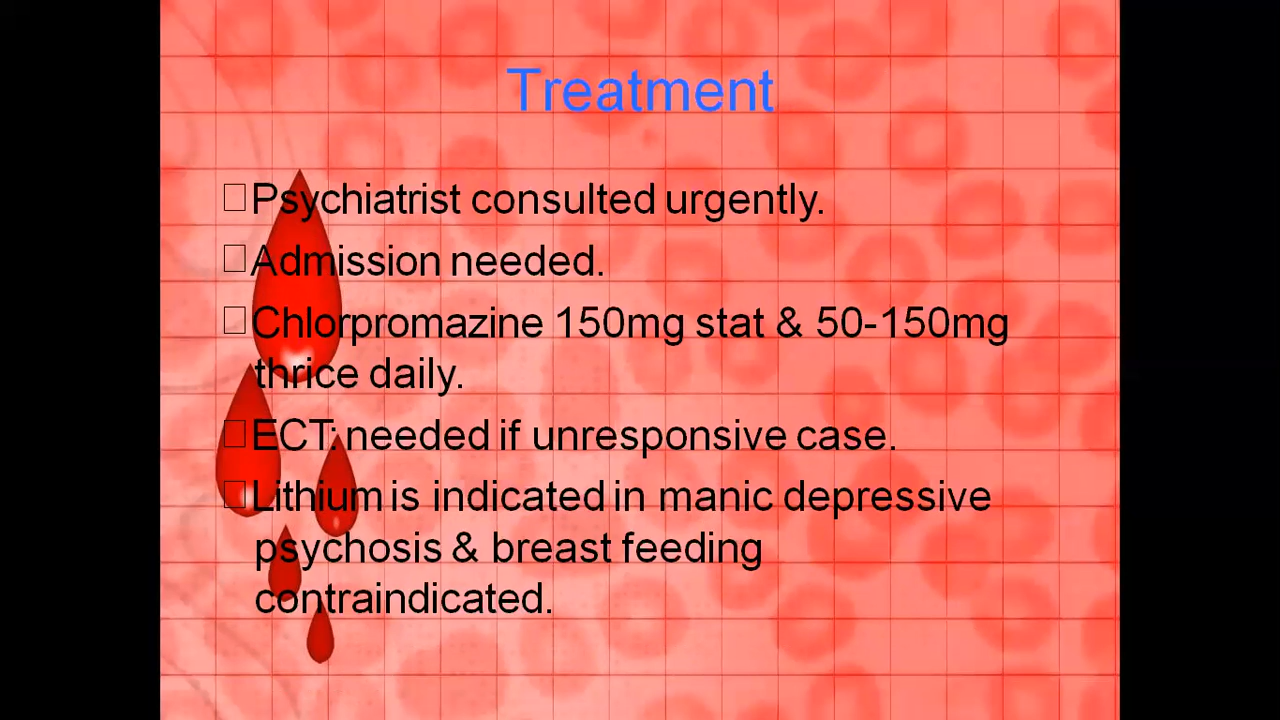 Treatment
Psychiatrist consulted urgently.
Admission needed.
Chlorpromazine 150mg stat & 50-150mg
thrice daily.
ECT: needed if unresponsive case.
Lithium is indicated in manic depressive
psychosis & breast feeding
contraindicated.